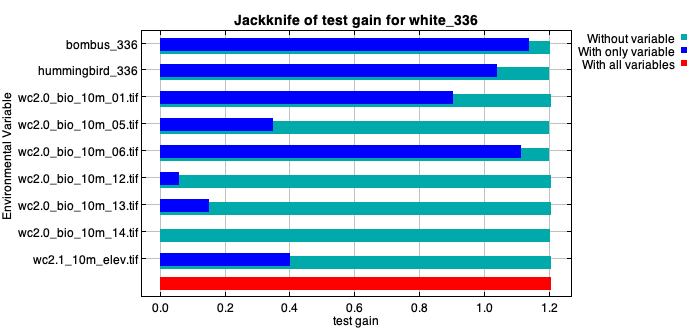 Jackknife of test gain for white_336
Without variable
With only variable
With all variables
Environmental Variable
bombus_336
hummingbird_336
wc2.0_bio_10m_01.tif
wc2.0_bio_10m_05.tif
wc2.0_bio_10m_06.tif
wc2.0_bio_10m_12.tif
wc2.0_bio_10m_13.tif
wc2.0_bio_10m_14.tif
wc2.1_10m_elev.tif
0.0 0.2 0.4 0.6 0.8 1.0 1.2
test gain